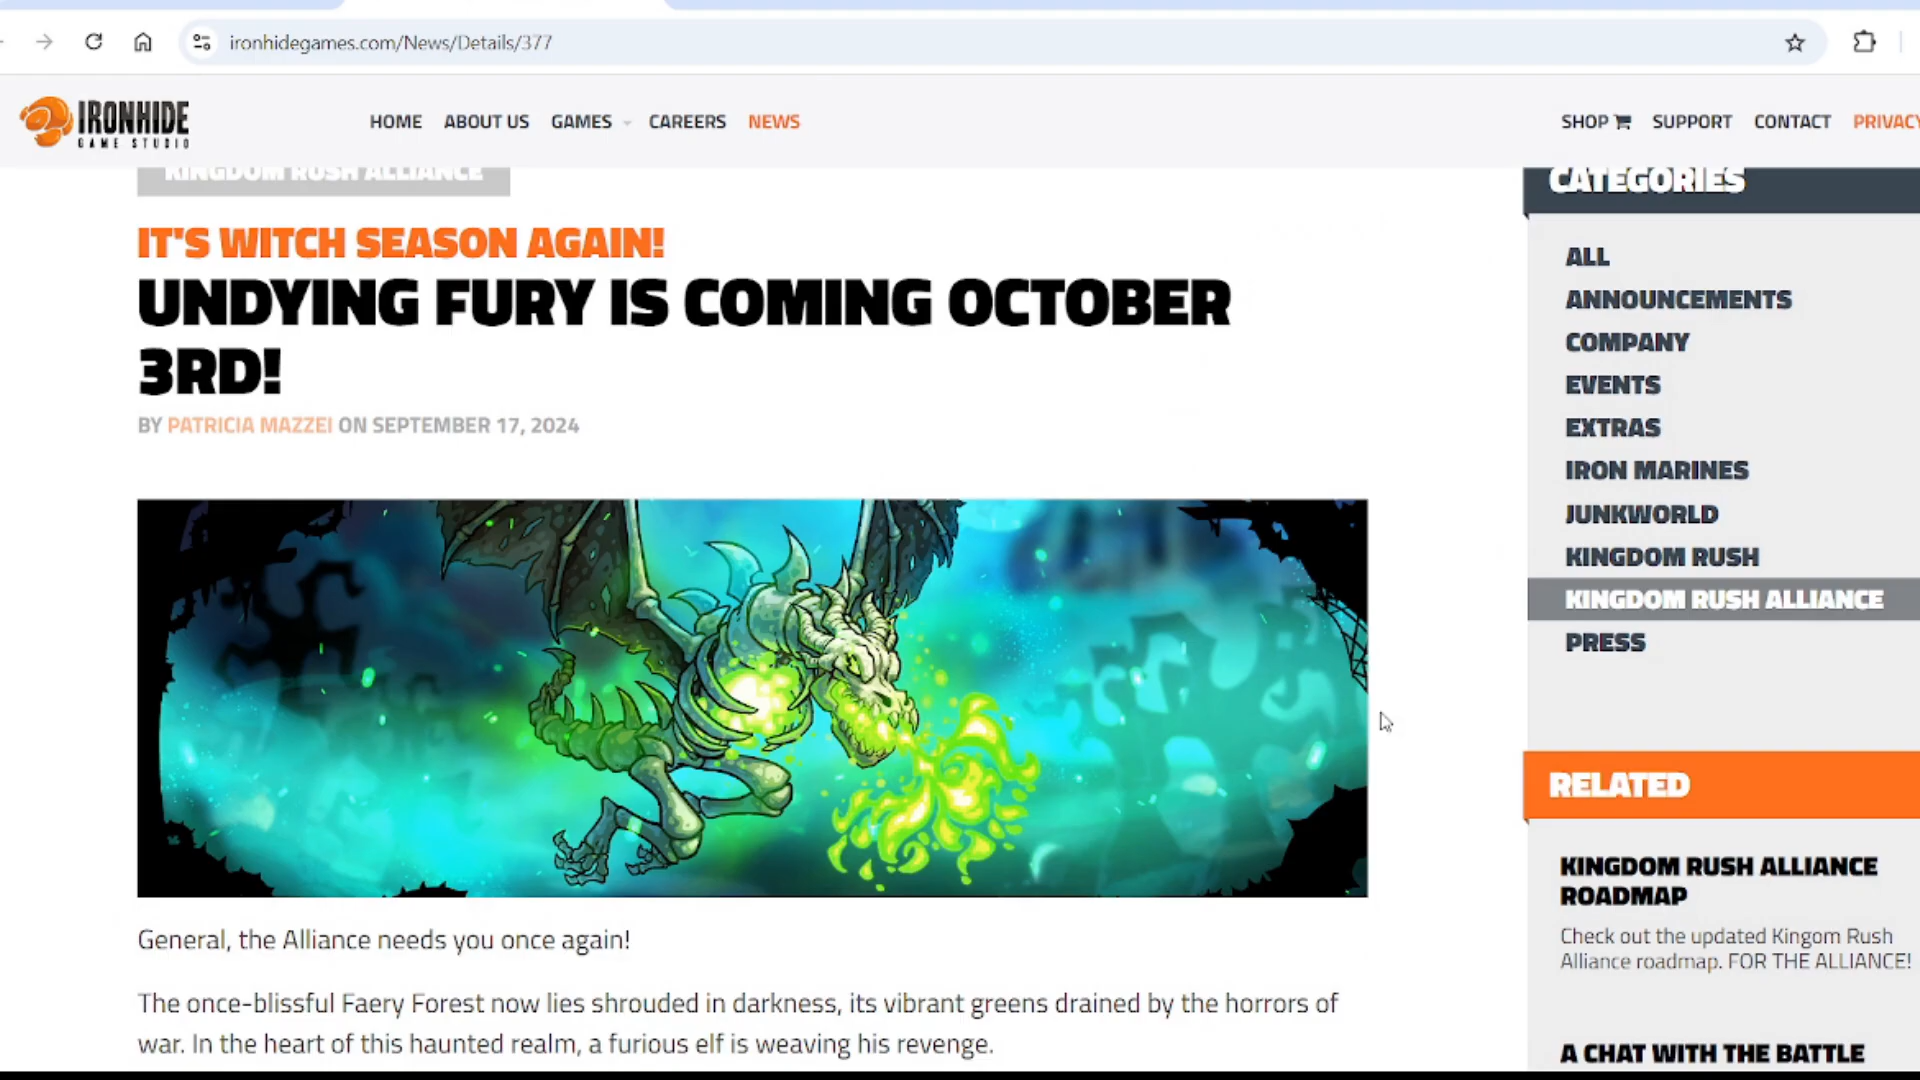 ironhidegames.com/News/Details/377
IRONHIDE
GAME STUDIO
HOME ABOUT US GAMES CAREERS NEWS
SHOP SUPPORT CONTACT PRIVACY
KINGDOM RUSH ALLIANCE
IT'S WITCH SEASON AGAIN!
UNDYING FURY IS COMING OCTOBER
3RD!
BY PATRICIA MAZZEI ON SEPTEMBER 17, 2024
General, the Alliance needs you once again!
The once-blissful Faery Forest now lies shrouded in darkness, its vibrant greens drained by the horrors of
war. In the heart of this haunted realm, a furious elf is weaving his revenge.
CATEGORIES
ALL
ANNOUNCEMENTS
COMPANY
EVENTS
EXTRAS
IRON MARINES
JUNKWORLD
KINGDOM RUSH
KINGDOM RUSH ALLIANCE
PRESS
RELATED
KINGDOM RUSH ALLIANCE
ROADMAP
Check out the updated Kingom Rush
Alliance roadmap. FOR THE ALLIANCE!
A CHAT WITH THE BATTLE